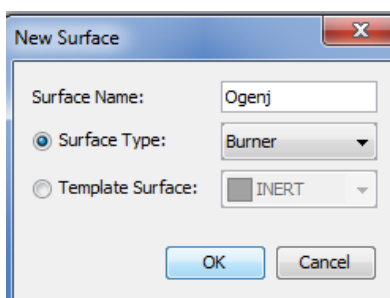 New Surface
Surface Name: Ogenj
Surface Type: Burner
Template Surface: INERT
OK Cancel